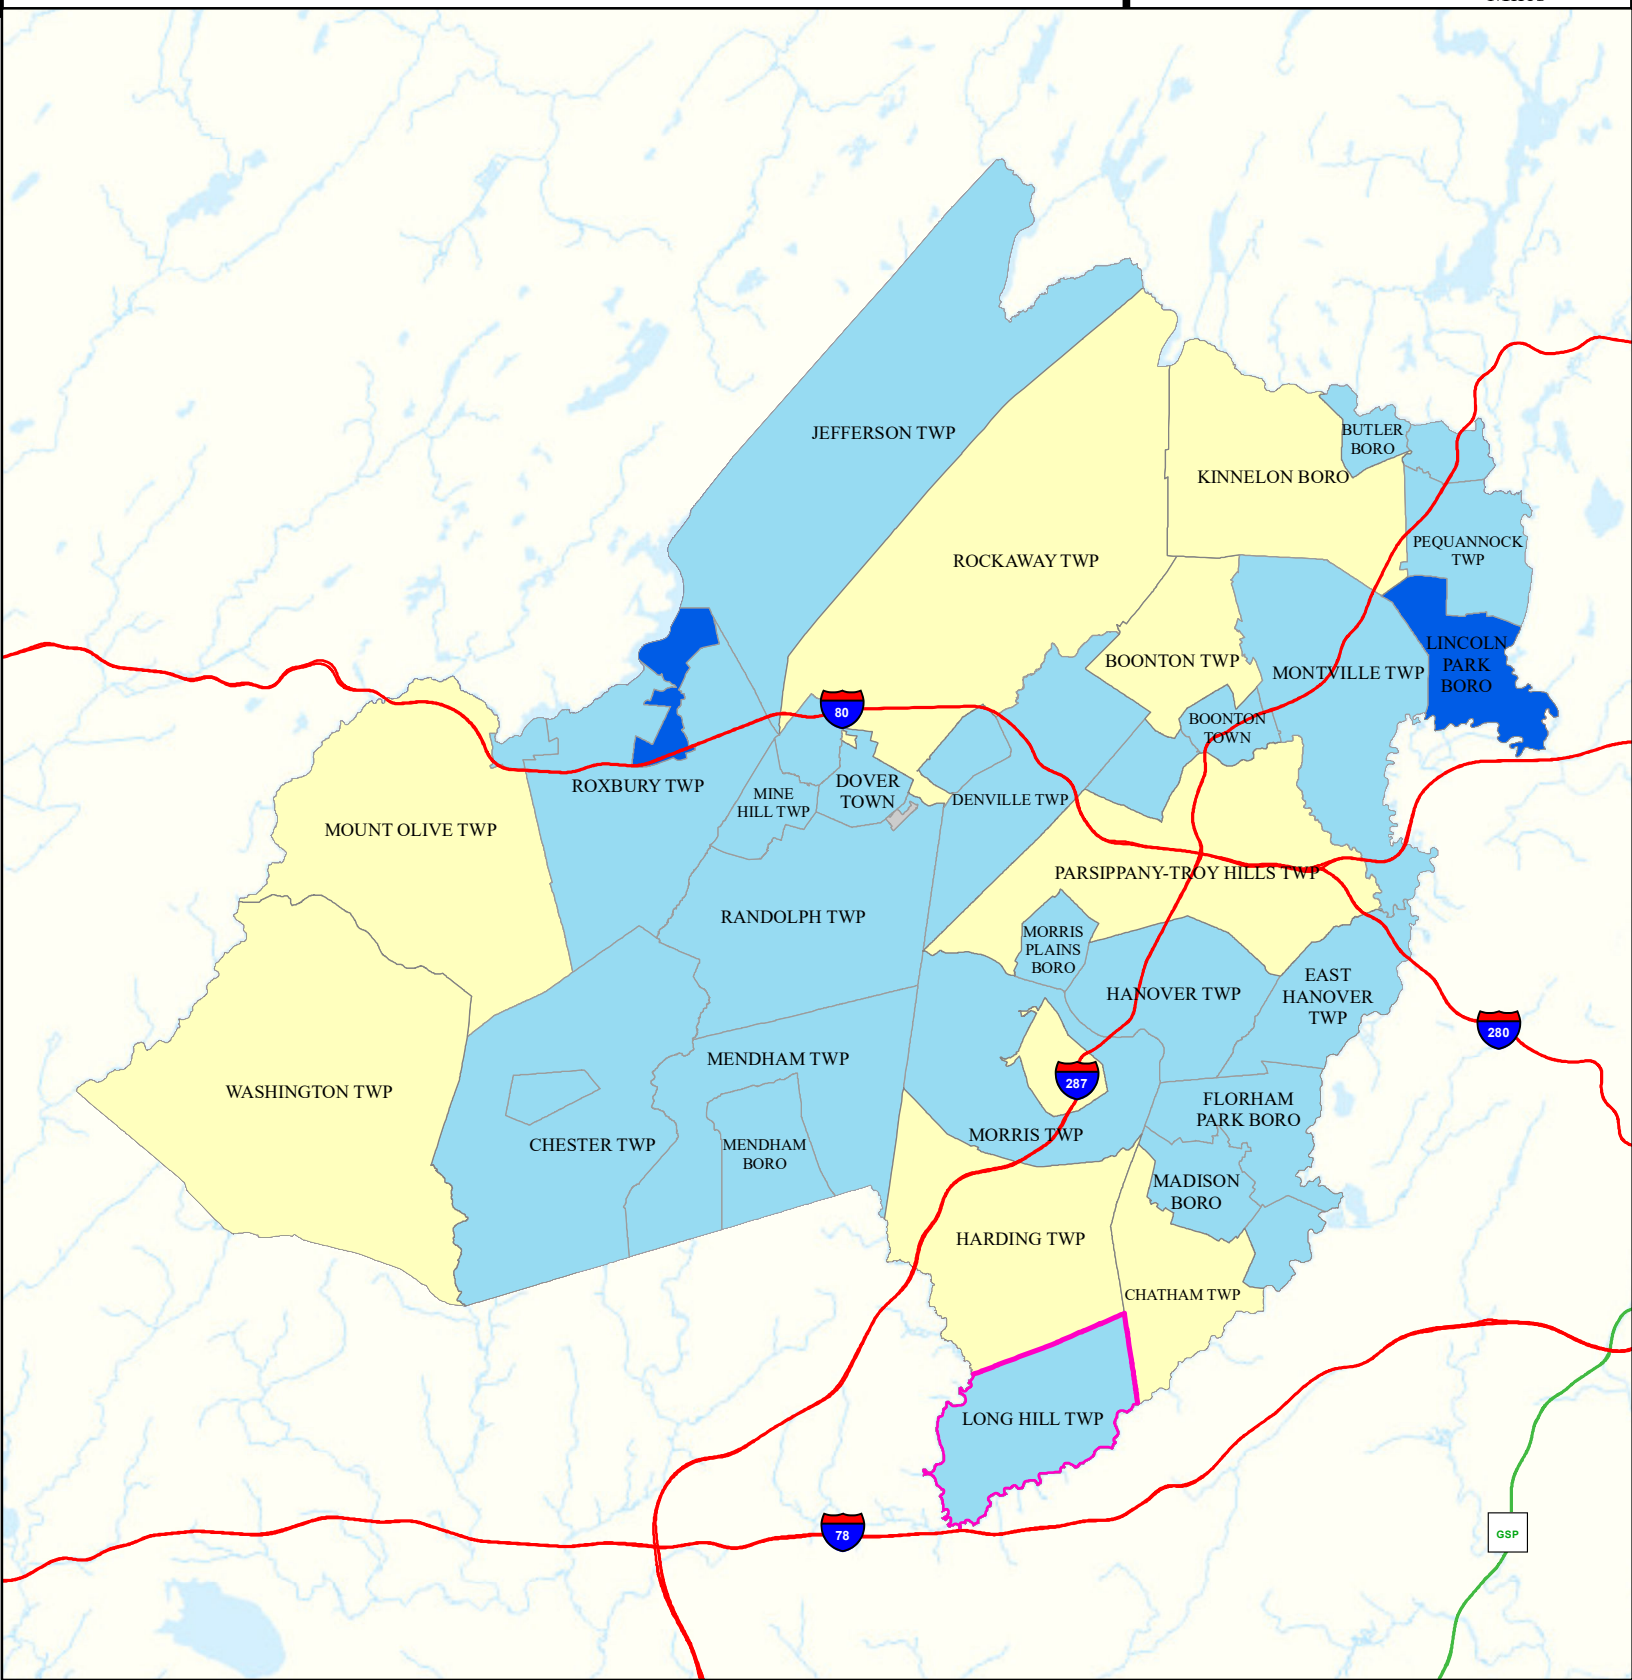 JEFFERSON TWP
BUTLER
BORO
KINNELON BORO
PEQUANNOCK
TWP
ROCKAWAY TWP
LINCOLN
PARK
BORO
BOONTON TWP
MONTVILLE TWP
80
BOONTON
TOWN
ROXBURY TWP
MINE
HILL TWP
DOVER
TOWN
DENVILLE TWP
MOUNT OLIVE TWP
PARSIPPANY-TROY HILLS TWP
RANDOLPH TWP
MORRIS
PLAINS
BORO
HANOVER TWP
EAST
HANOVER
TWP
280
MENDHAM TWP
WASHINGTON TWP
287
FLORHAM
PARK BORO
CHESTER TWP
MENDHAM
BORO
MORRIS TWP
MADISON
BORO
HARDING TWP
CHATHAM TWP
LONG HILL TWP
78
GSP